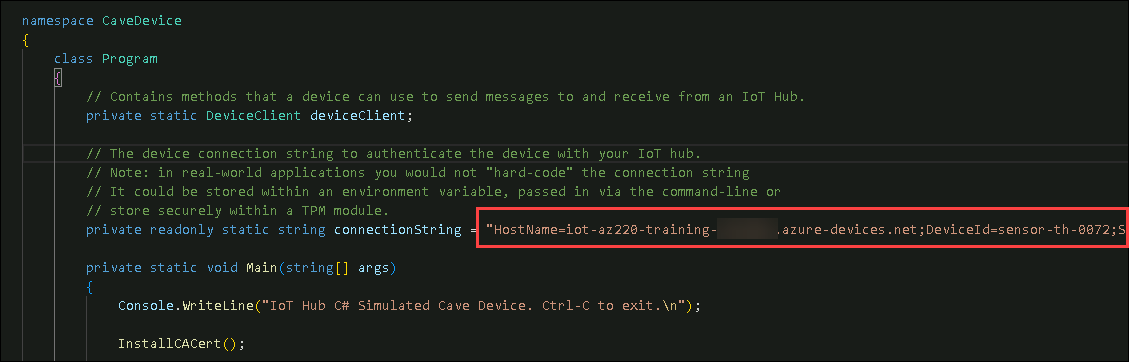 namespace CaveDevice
{
class Program
{
// Contains methods that a device can use to send messages to and receive from an IoT Hub.
private static DeviceClient deviceClient;
// The device connection string to authenticate the device with your IoT hub.
// Note: in real-world applications you would not "hard-code" the connection string
// It could be stored within an environment variable, passed in via the command-line or
// store securely within a TPM module.
private readonly static string connectionString = "HostName=iot-az220-training- .azure-devices.net;DeviceId=sensor-th-0072;S
private static void Main(string[] args)
{
Console.WriteLine("IoT Hub C# Simulated Cave Device. Ctrl-C to exit.\n");
InstallCACert();